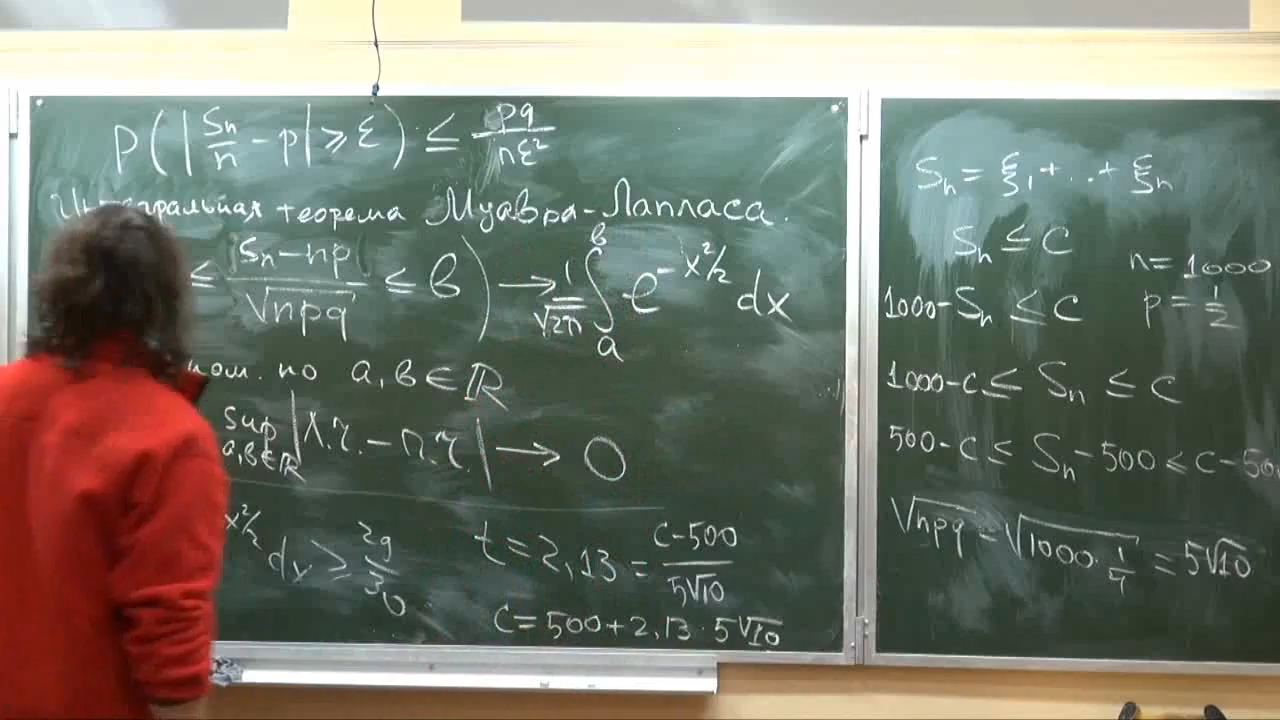 P(|Sₙ/n - p| ⩾ ε) ≤ pq/nε²
Интегральная теорема Муавра-Лапласа.
≤ (Sₙ-np)/√npq ≤ b) → 1/√2π ∫ₐᵇ e^(-x²/2) dx
ном. по a, b ∈ ℝ
sup a,b∈ℝ |Л.Ч. - П.Ч.| → 0
x²/2 dx ≥ 29/30
t = 2,13 = (c-500)/5√10
c = 500 + 2,13 · 5√10
Sₙ = ξ₁ + ... + ξₙ
Sₙ ≤ c
n = 1000
1000 - Sₙ ≤ c
p = 1/2
1000-c ≤ Sₙ ≤ c
500-c ≤ Sₙ - 500 ≤ c-500
√npq = √1000·1/4 = 5√10